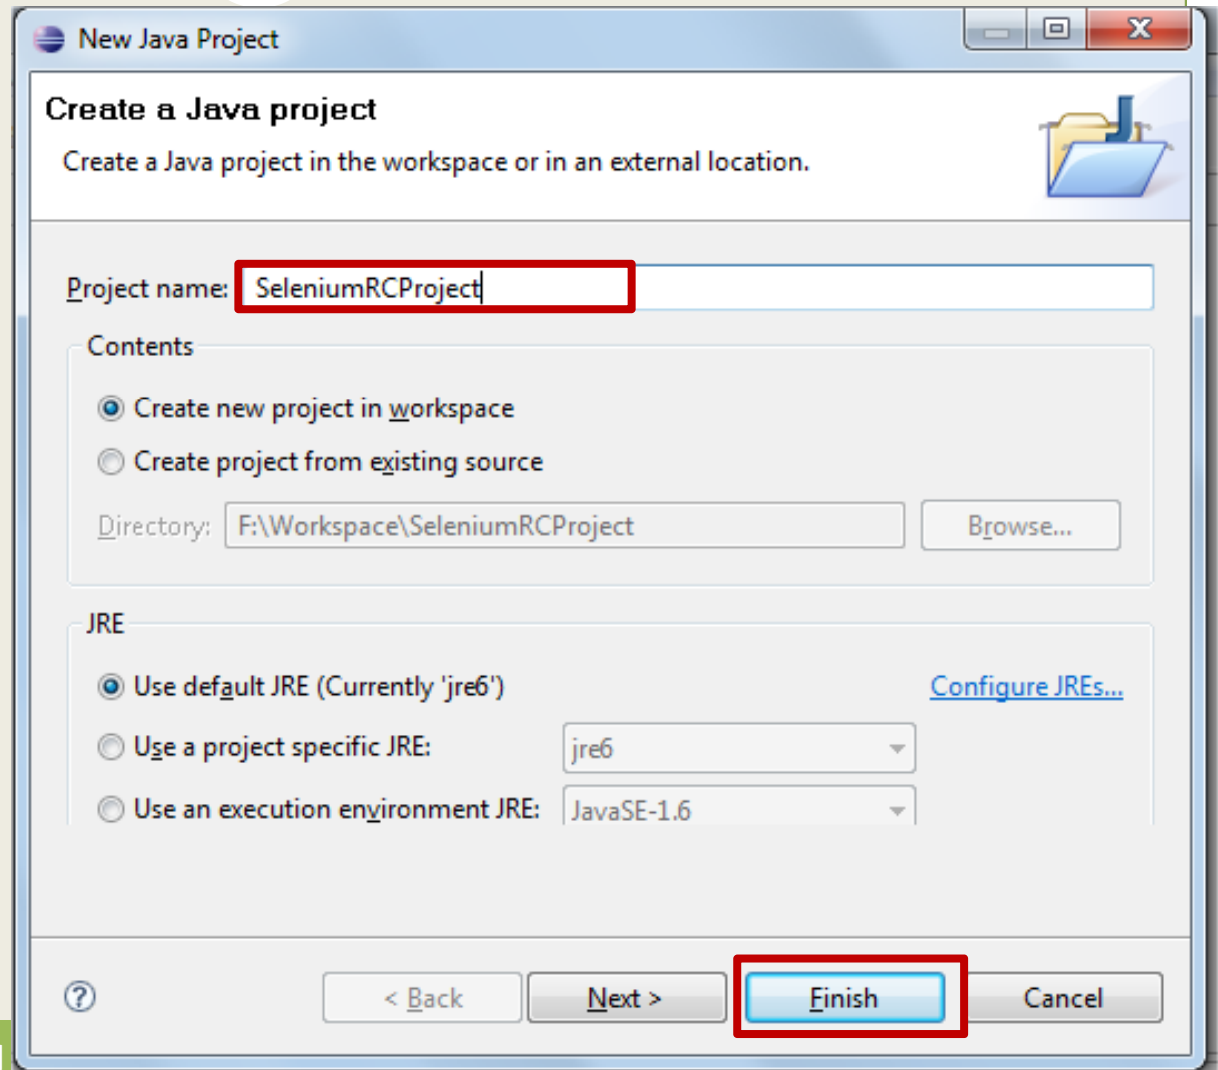 New Java Project
Create a Java project
Create a Java project in the workspace or in an external location.
Project name: SeleniumRCProject
Contents
Create new project in workspace
Create project from existing source
Directory: F:\Workspace\SeleniumRCProject Browse...
JRE
Use default JRE (Currently 'jre6') Configure JREs...
Use a project specific JRE: jre6
Use an execution environment JRE: JavaSE-1.6
? < Back Next > Finish Cancel